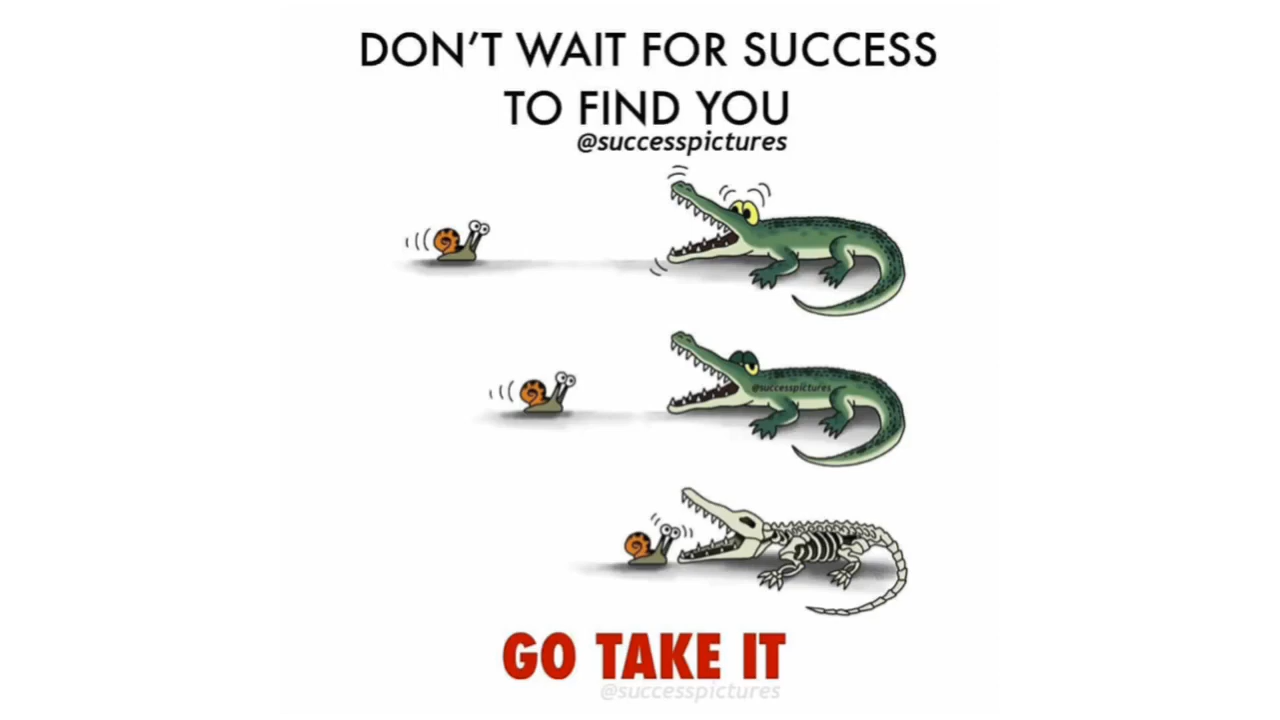 DON'T WAIT FOR SUCCESS
TO FIND YOU
@successpictures
@successpictures
GO TAKE IT
@successpictures